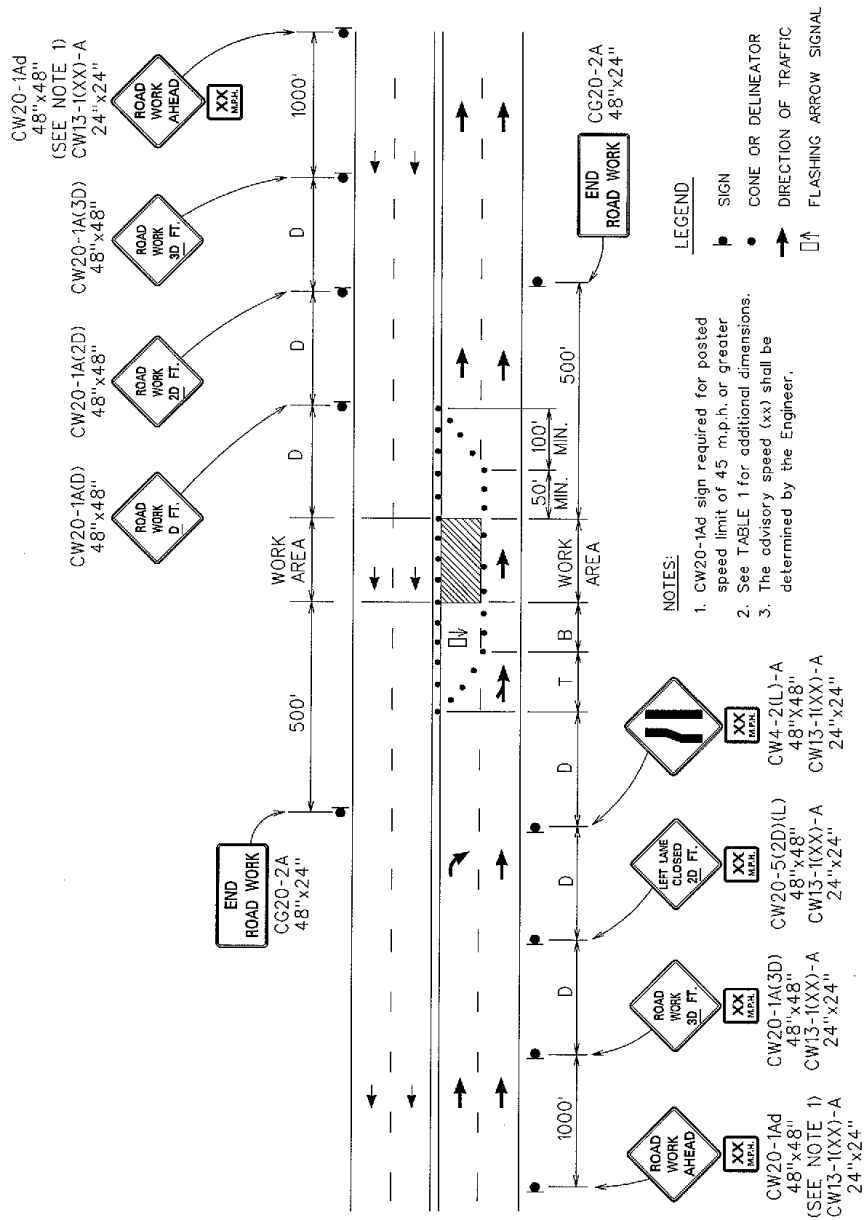 CW20-1Ad
48"x48"
(SEE NOTE 1)
CW13-1(XX)-A
24"x24"
ROAD
WORK
AHEAD
XX
M.P.H.
CW20-1A(3D)
48"x48"
ROAD
WORK
3D FT.
CW20-1A(2D)
48"x48"
ROAD
WORK
2D FT.
CW20-1A(D)
48"x48"
ROAD
WORK
D FT.
1000'
D
D
D
WORK
AREA
500'
END
ROAD WORK
CG20-2A
48"x24"
CG20-2A
48"x24"
END
ROAD WORK
1000'
D
D
D
T
B
WORK
AREA
50'
MIN.
100'
MIN.
500'
ROAD
WORK
AHEAD
XX
M.P.H.
CW20-1Ad
48"x48"
(SEE NOTE 1)
CW13-1(XX)-A
24"x24"
ROAD
WORK
3D FT.
XX
M.P.H.
CW20-1A(3D)
48"x48"
CW13-1(XX)-A
24"x24"
LEFT LANE
CLOSED
2D FT.
XX
M.P.H.
CW20-5(2D)(L)
48"x48"
CW13-1(XX)-A
24"x24"
XX
M.P.H.
CW4-2(L)-A
48"X48"
CW13-1(XX)-A
24"x24"
NOTES:
1. CW20-1Ad sign required for posted
speed limit of 45 m.p.h. or greater
2. See TABLE 1 for additional dimensions.
3. The advisory speed (xx) shall be
determined by the Engineer.
LEGEND
SIGN
CONE OR DELINEATOR
DIRECTION OF TRAFFIC
FLASHING ARROW SIGNAL